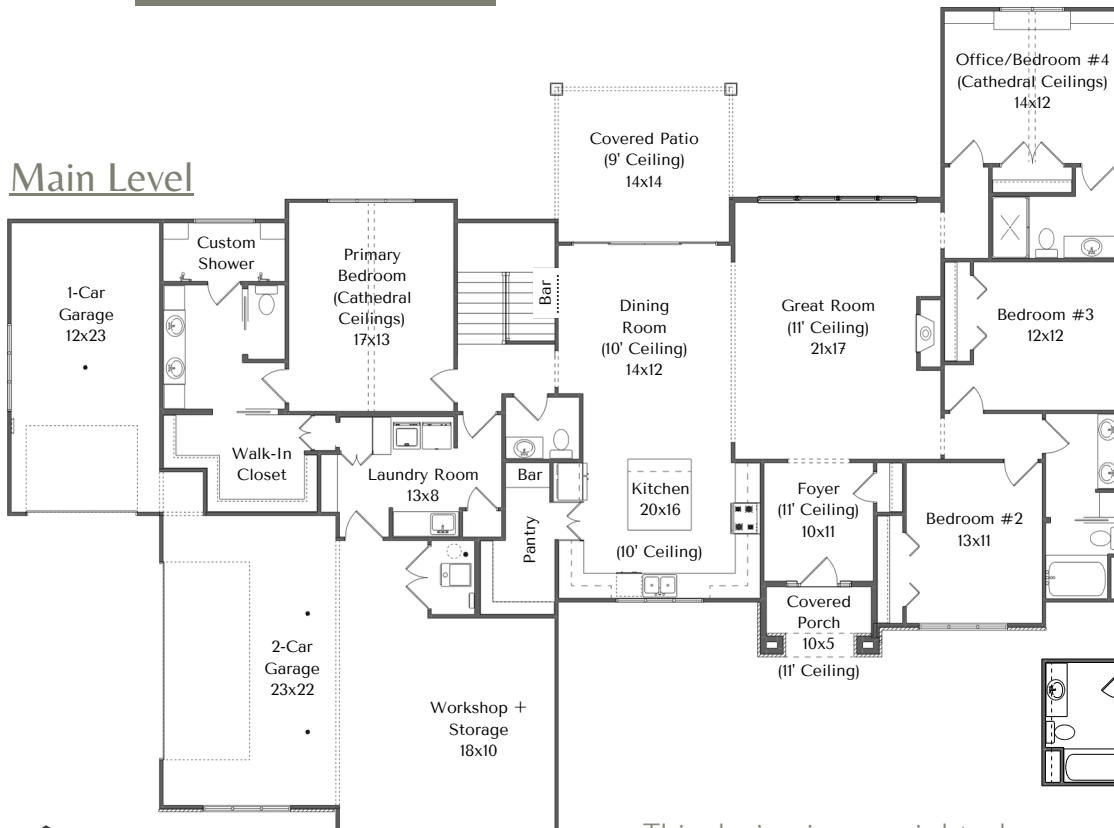 Main Level
Office/Bedroom #4
(Cathedral Ceilings)
14x12
Covered Patio
(9' Ceiling)
14x14
Custom
Shower
Primary
Bedroom
(Cathedral
Ceilings)
17x13
1-Car
Garage
12x23
Bar
Dining
Room
(10' Ceiling)
14x12
Great Room
(11' Ceiling)
21x17
Bedroom #3
12x12
Walk-In
Closet
Laundry Room
13x8
Bar
Pantry
Kitchen
20x16
(10' Ceiling)
Foyer
(11' Ceiling)
10x11
Bedroom #2
13x11
Covered
Porch
10x5
(11' Ceiling)
2-Car
Garage
23x22
Workshop +
Storage
18x10